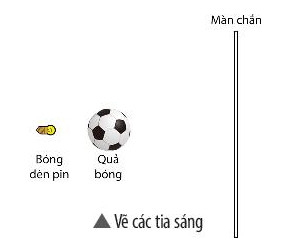 Màn chắn
Bóng
đèn pin
Quả
bóng
▲ Vẽ các tia sáng